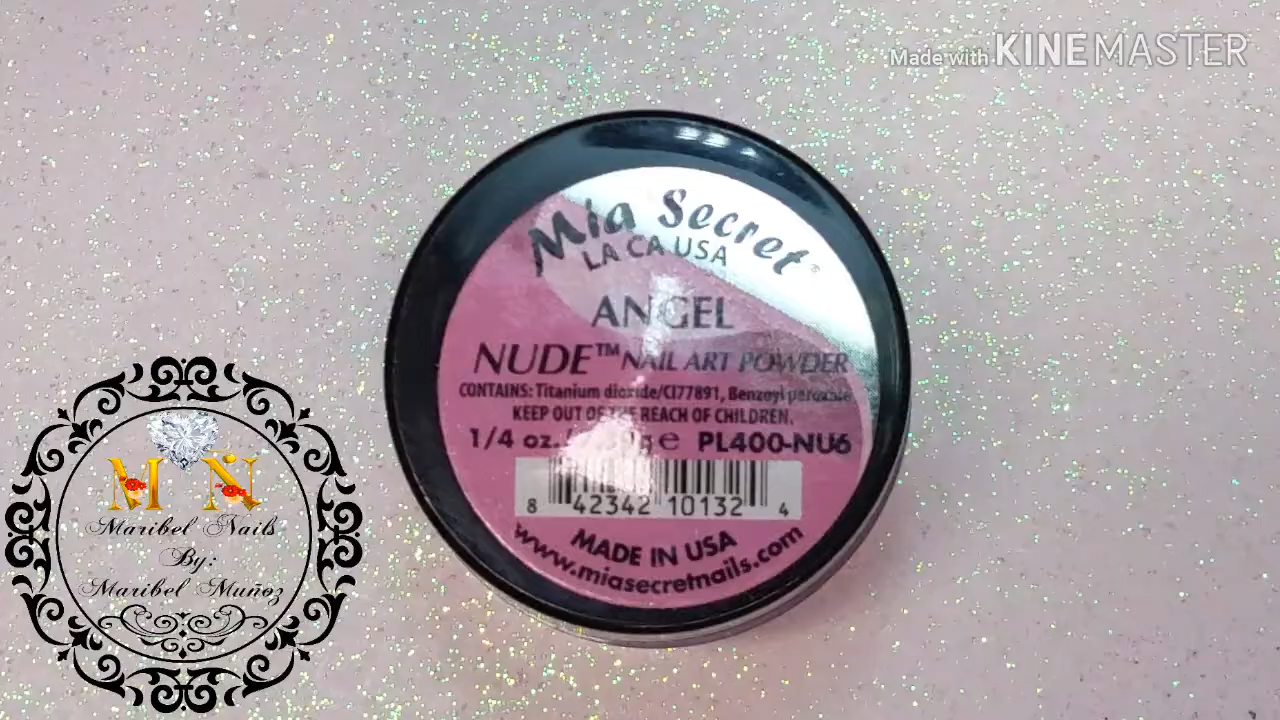 Made with KINEMASTER
Mia Secret®
LA CA USA
ANGEL
NUDE™ NAIL ART POWDER
CONTAINS: Titanium dioxide/CI77891, Benzoyl peroxide
KEEP OUT OF THE REACH OF CHILDREN.
1/4 oz. e PL400-NU6
8 42342 10132 4
MADE IN USA
www.miasecretnails.com
M N
Maribel Nails
By:
Maribel Muñoz